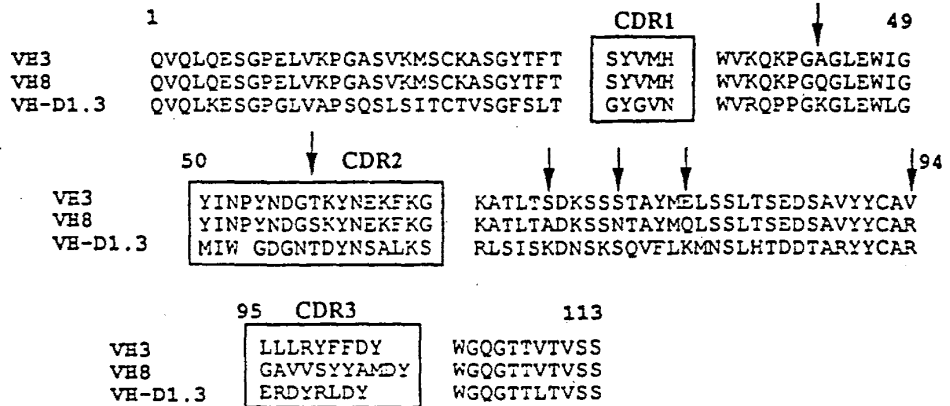 1 CDR1 49
VH3 QVQLQESGPELVKPGASVKMSCKASGYTFT SYVMH WVKQKPGAGLEWIG
VH8 QVQLQESGPELVKPGASVKMSCKASGYTFT SYVMH WVKQKPGQGLEWIG
VH-D1.3 QVQLKESGPGLVAPSQSLSITCTVSGFSLT GYGVN WVRQPPGKGLEWLG
50 CDR2 94
VH3 YINPYNDGTKYNEKFKG KATLTSDKSSSTAYMELSSLTSEDSAVYYCAV
VH8 YINPYNDGSKYNEKFKG KATLTADKSSNTAYMQLSSLTSEDSAVYYCAR
VH-D1.3 MIW GDGNTDYNSALKS RLSISKDNSKSQVFLKMNSLHTDDTARYYCAR
95 CDR3 113
VH3 LLLRYFFDY WGQGTTVTVSS
VH8 GAVVSYYAMDY WGQGTTVTVSS
VH-D1.3 ERDYRLDY WGQGTTLTVSS